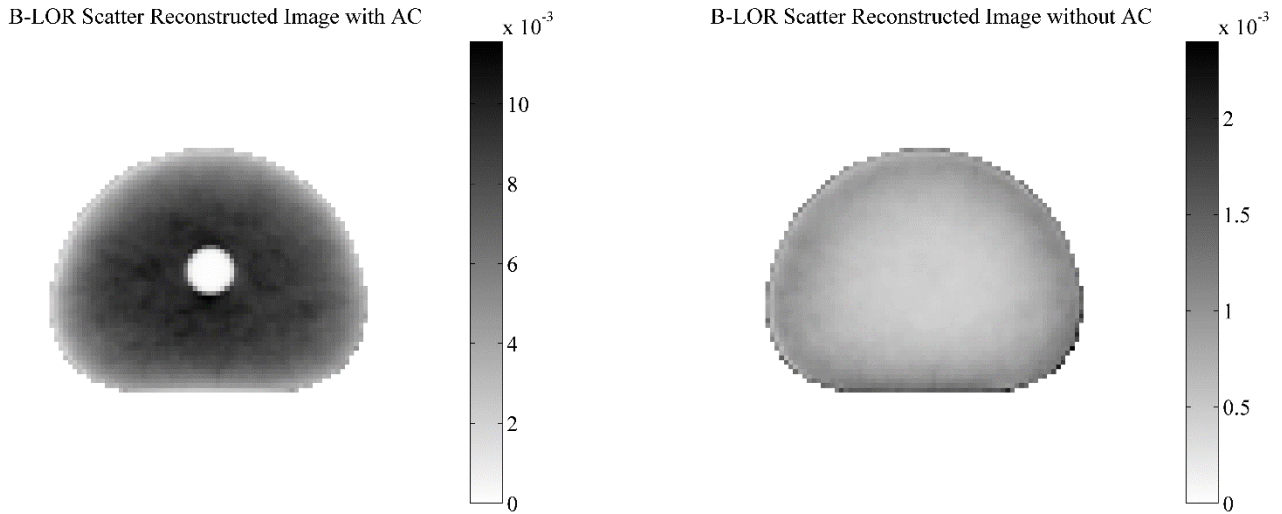 B-LOR Scatter Reconstructed Image with AC
x 10-3
10
8
6
4
2
0
B-LOR Scatter Reconstructed Image without AC
x 10-3
2
1.5
1
0.5
0